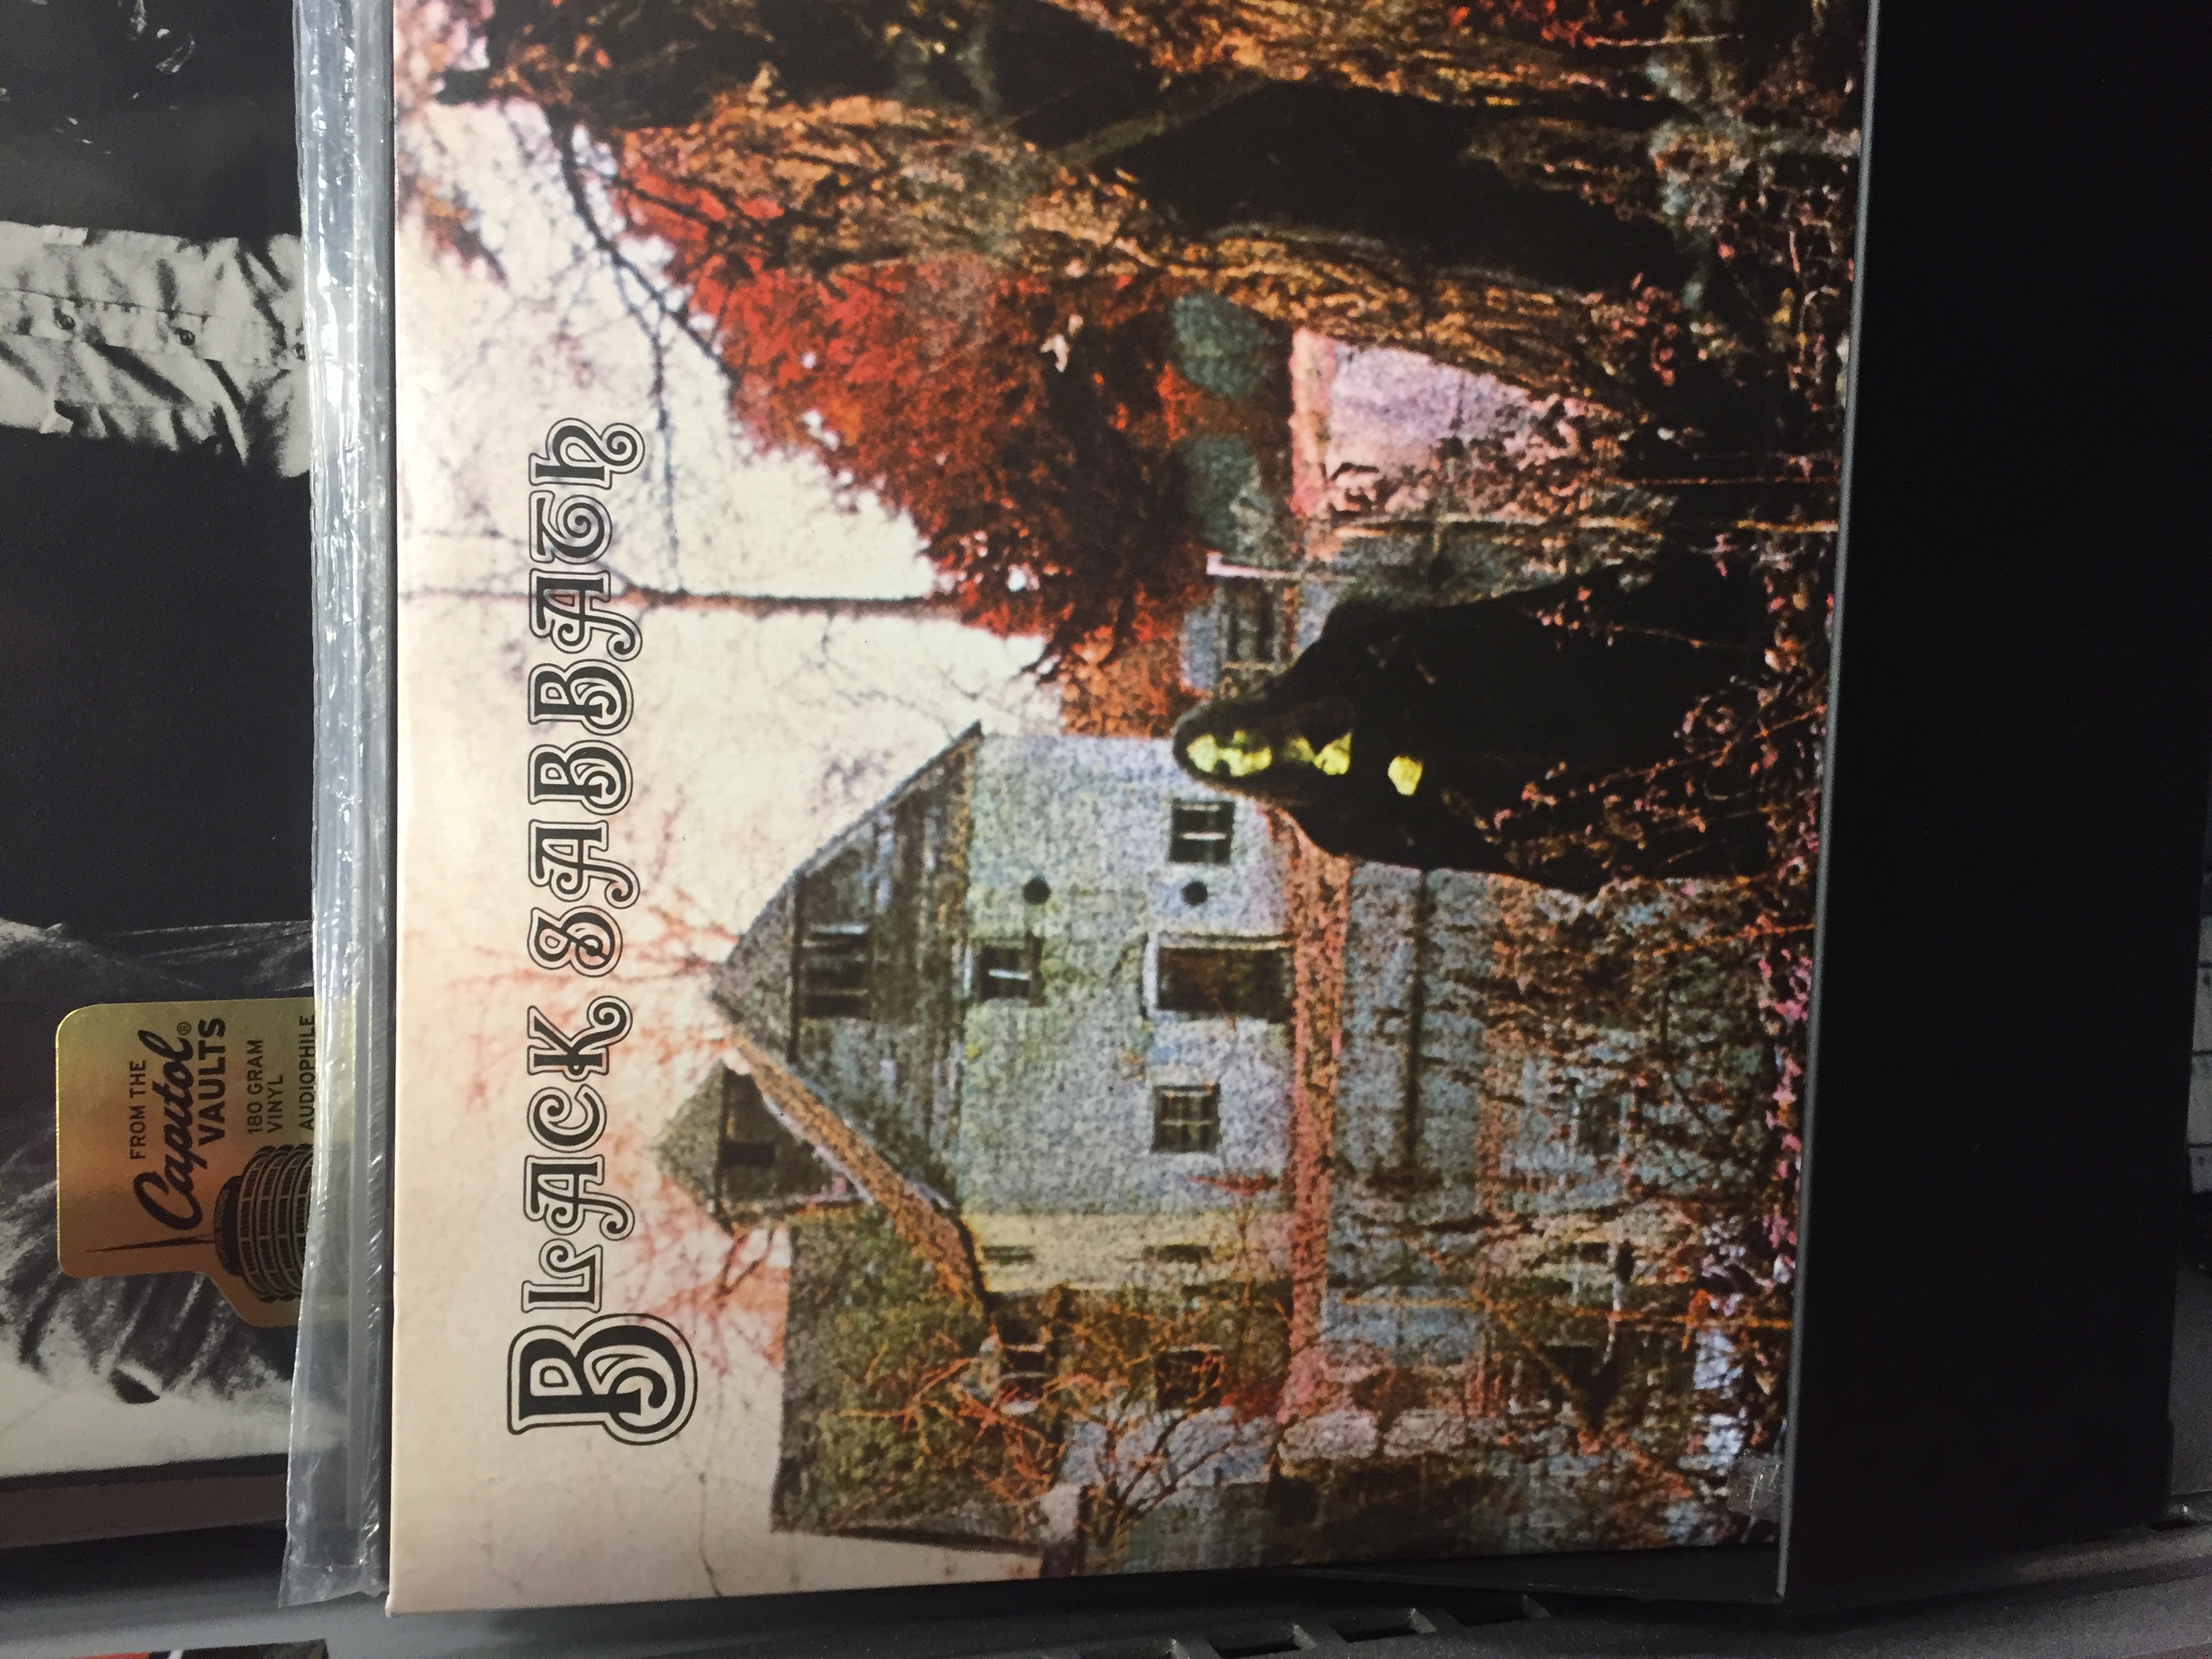 FROM THE
Capitol®
VAULTS
180 GRAM
VINYL
AUDIOPHILE
BLACK SABBATH